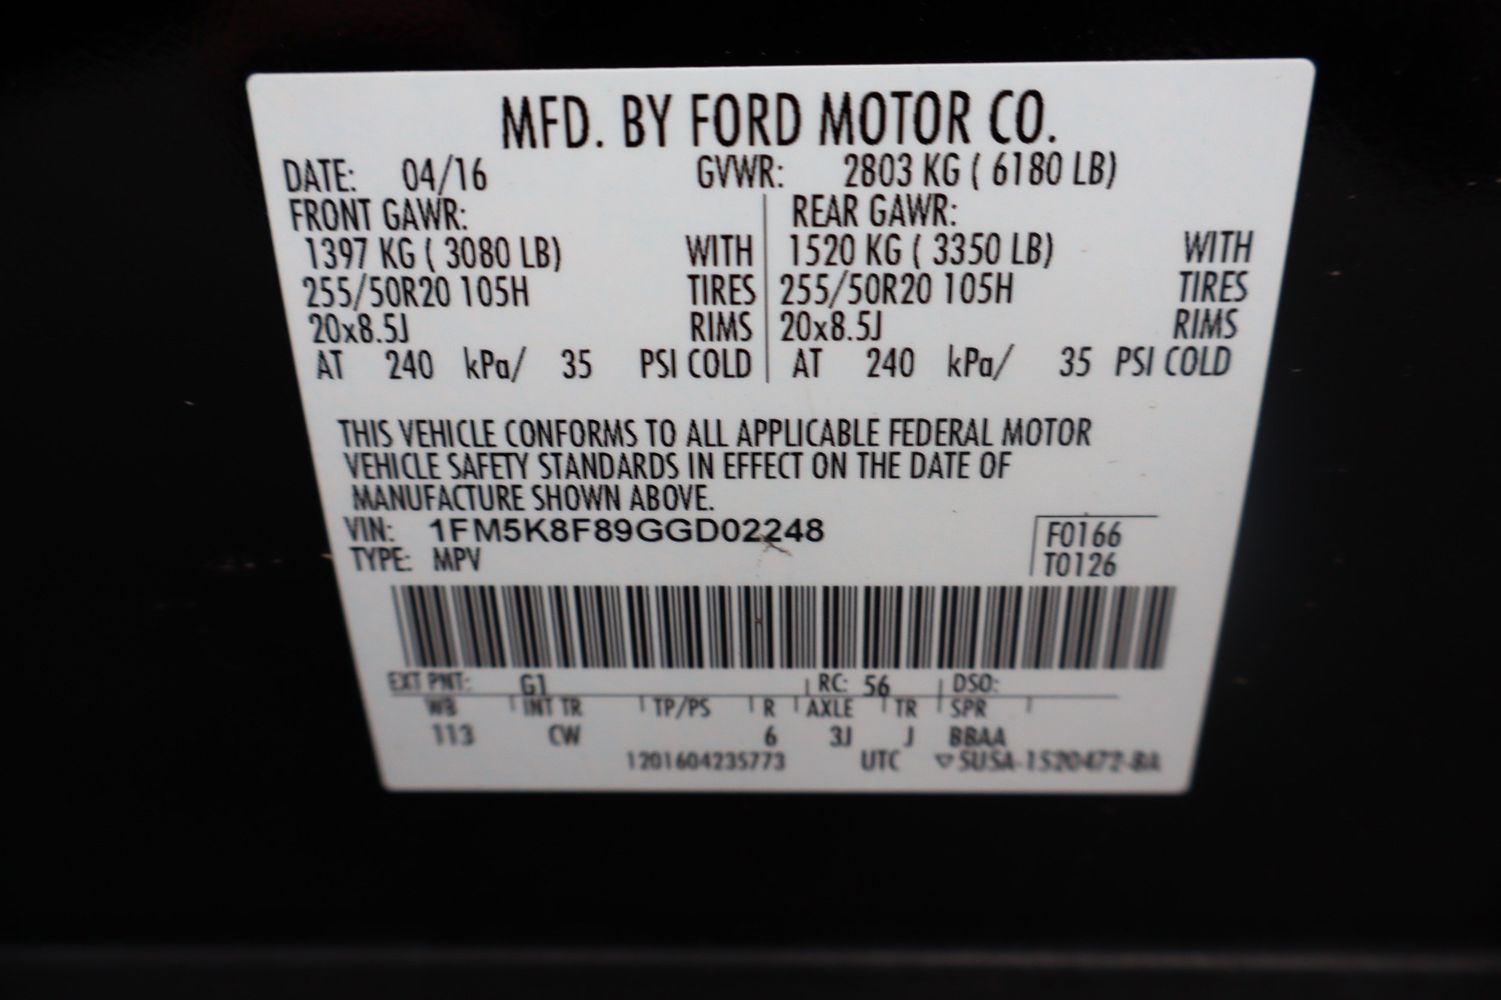 MFD. BY FORD MOTOR CO.
DATE: 04/16 GVWR: 2803 KG ( 6180 LB)
FRONT GAWR: REAR GAWR:
1397 KG ( 3080 LB) WITH 1520 KG ( 3350 LB) WITH
255/50R20 105H TIRES 255/50R20 105H TIRES
20x8.5J RIMS 20x8.5J RIMS
AT 240 kPa/ 35 PSI COLD AT 240 kPa/ 35 PSI COLD
THIS VEHICLE CONFORMS TO ALL APPLICABLE FEDERAL MOTOR
VEHICLE SAFETY STANDARDS IN EFFECT ON THE DATE OF
MANUFACTURE SHOWN ABOVE.
VIN: 1FM5K8F89GGD02248 F0166
TYPE: MPV T0126
EXT PNT: G1 RC: 56 DSO:
WB INT TR TP/PS R AXLE TR SPR
113 CW 6 3J J BBAA
1201604235773 UTC ▽SUSA-1520472-BA